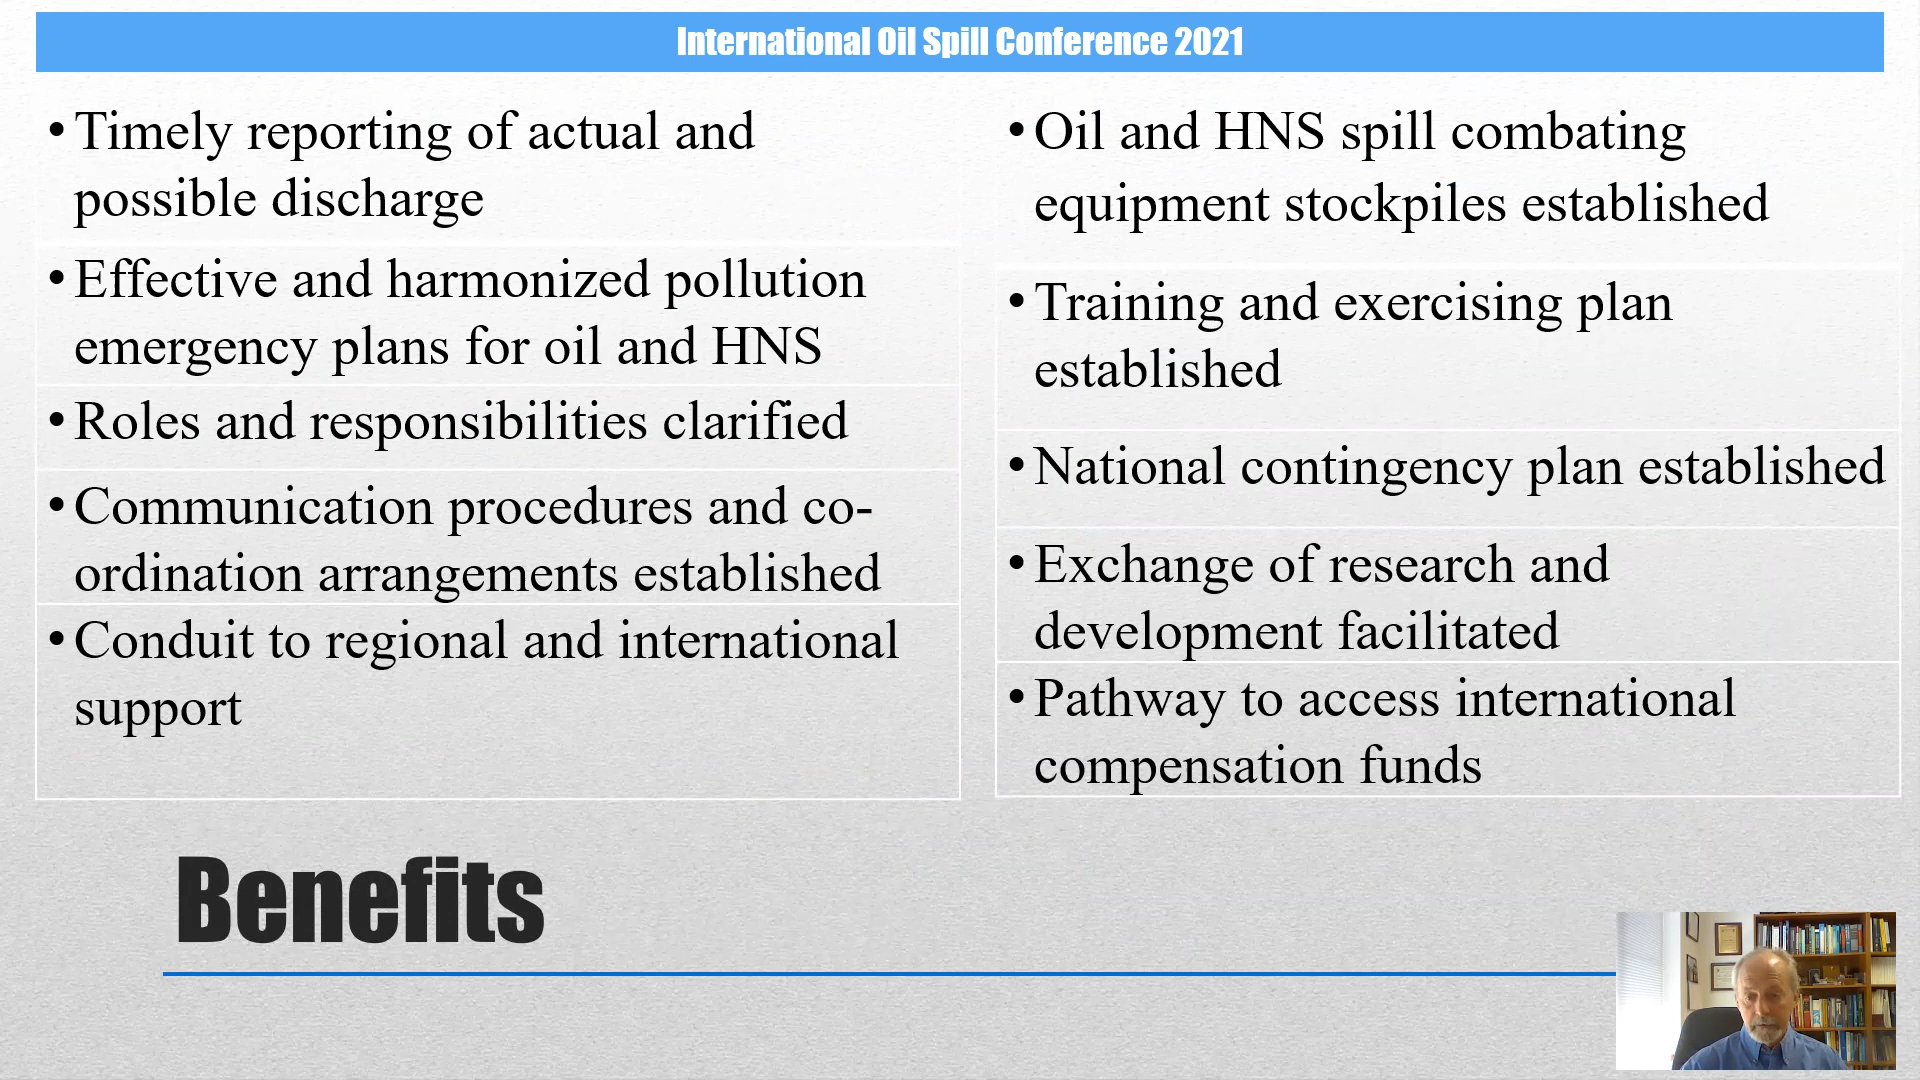 International Oil Spill Conference 2021
• Timely reporting of actual and
possible discharge
• Effective and harmonized pollution
emergency plans for oil and HNS
• Roles and responsibilities clarified
• Communication procedures and co-
ordination arrangements established
• Conduit to regional and international
support
• Oil and HNS spill combating
equipment stockpiles established
• Training and exercising plan
established
• National contingency plan established
• Exchange of research and
development facilitated
• Pathway to access international
compensation funds
Benefits